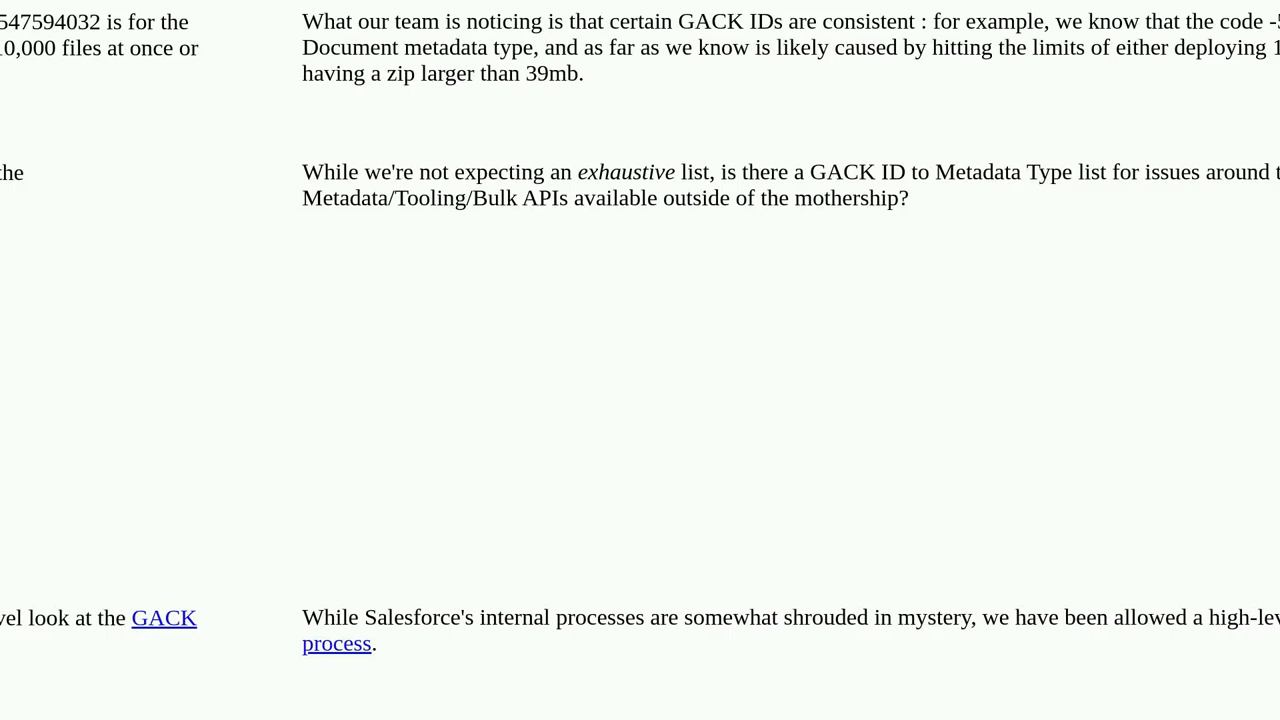 547594032 is for the
10,000 files at once or
the
vel look at the GACK
What our team is noticing is that certain GACK IDs are consistent : for example, we know that the code -5
Document metadata type, and as far as we know is likely caused by hitting the limits of either deploying 1
having a zip larger than 39mb.
While we're not expecting an exhaustive list, is there a GACK ID to Metadata Type list for issues around t
Metadata/Tooling/Bulk APIs available outside of the mothership?
While Salesforce's internal processes are somewhat shrouded in mystery, we have been allowed a high-lev
process.